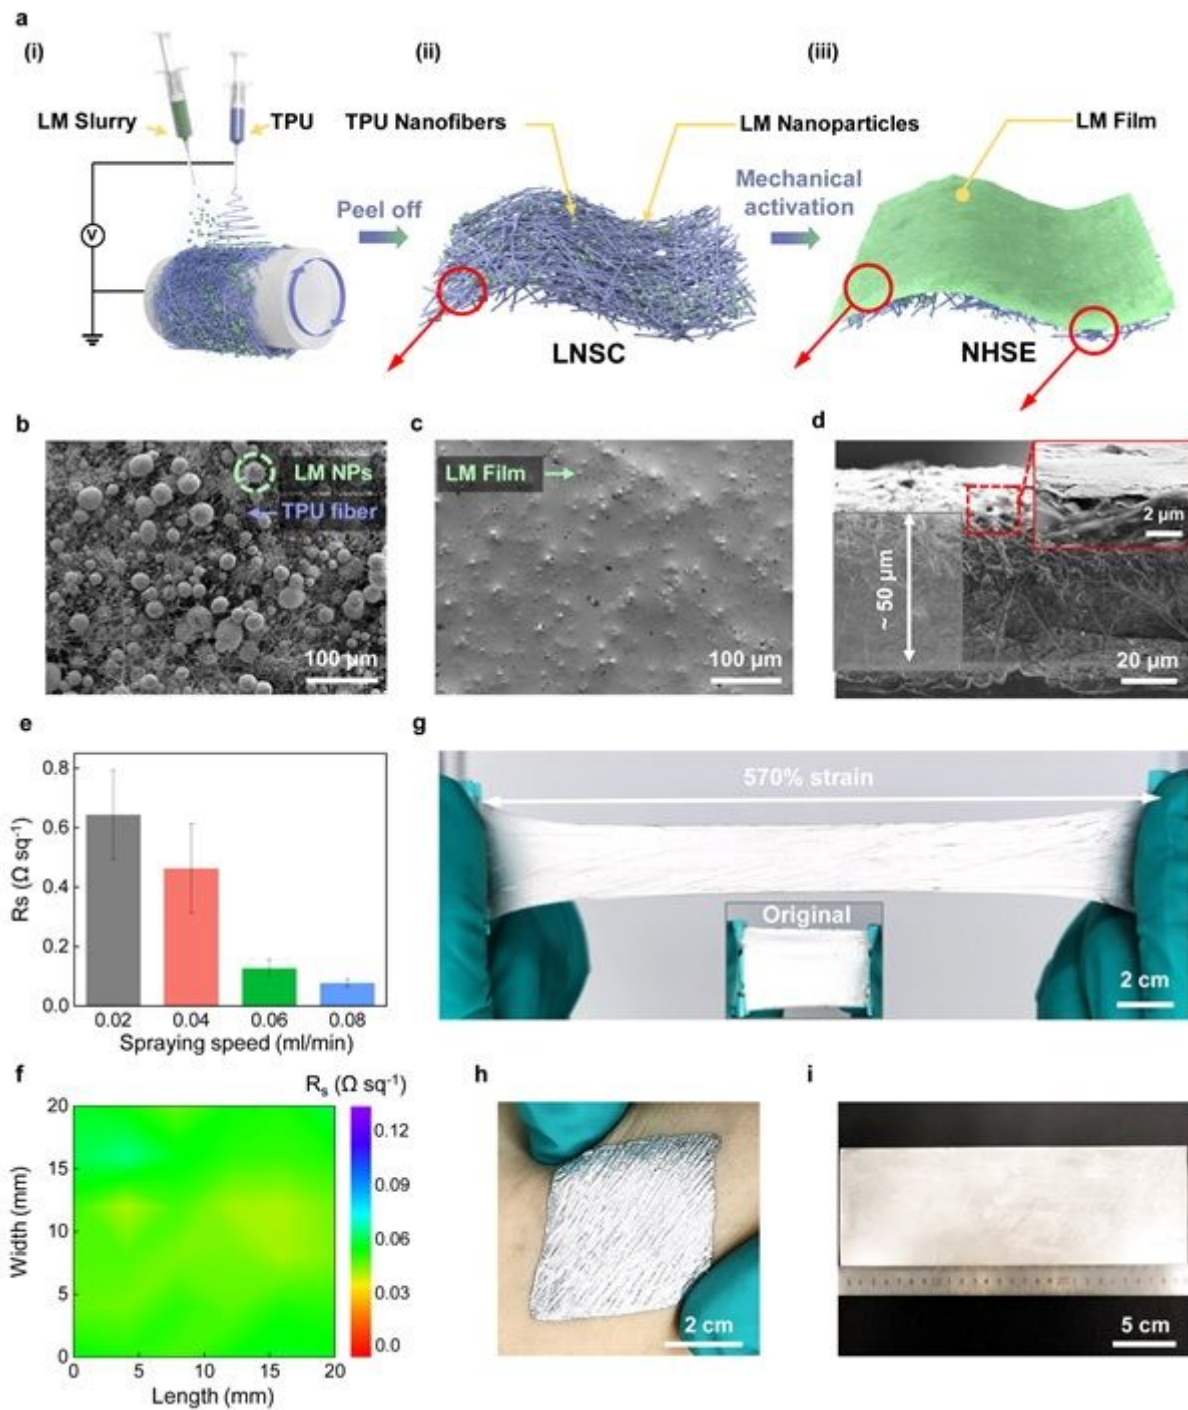 a
(i)
(ii)
(iii)
LM Slurry
TPU
TPU Nanofibers
LM Nanoparticles
LM Film
V
Peel off
Mechanical
activation
LNSC
NHSE
b
LM NPs
TPU fiber
100 µm
c
LM Film
100 µm
d
2 µm
~ 50 µm
20 µm
e
Rs (Ω sq⁻¹)
0.8
0.6
0.4
0.2
0.0
0.02 0.04 0.06 0.08
Spraying speed (ml/min)
g
570% strain
Original
2 cm
f
Rₛ (Ω sq⁻¹)
Width (mm)
20
15
10
5
0
0 5 10 15 20
Length (mm)
0.12
0.09
0.06
0.03
0.0
h
2 cm
i
5 cm